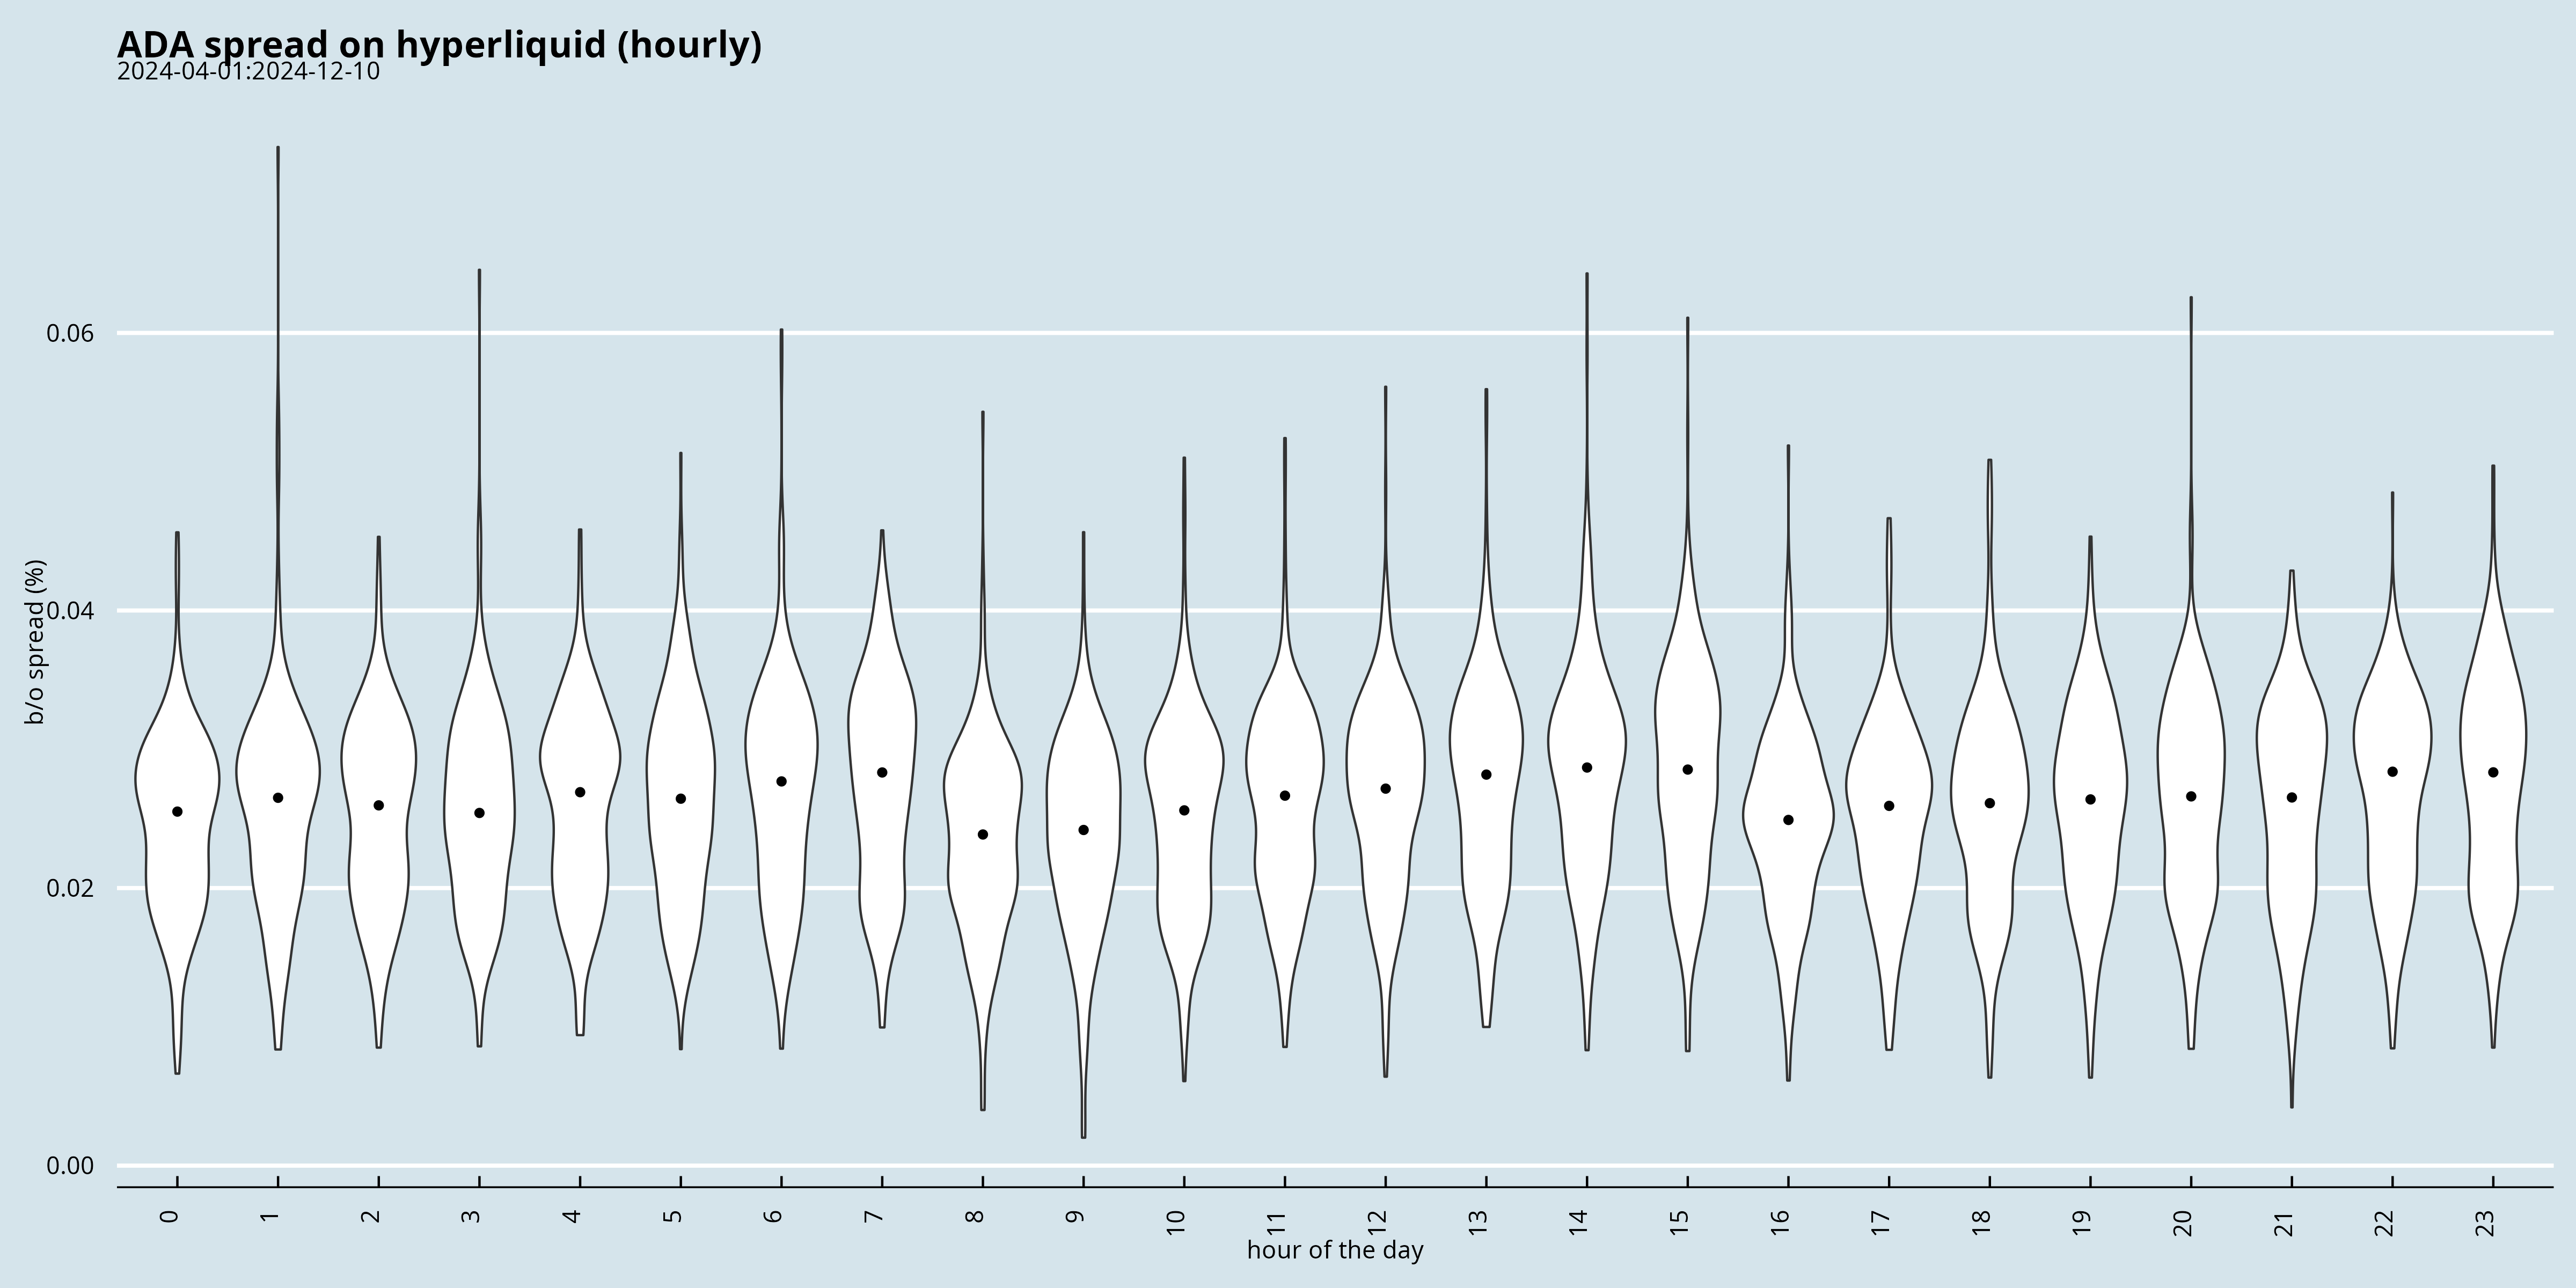 ADA spread on hyperliquid (hourly)
2024-04-01:2024-12-10
b/o spread (%)
0.06
0.04
0.02
0.00
0 1 2 3 4 5 6 7 8 9 10 11 12 13 14 15 16 17 18 19 20 21 22 23
hour of the day